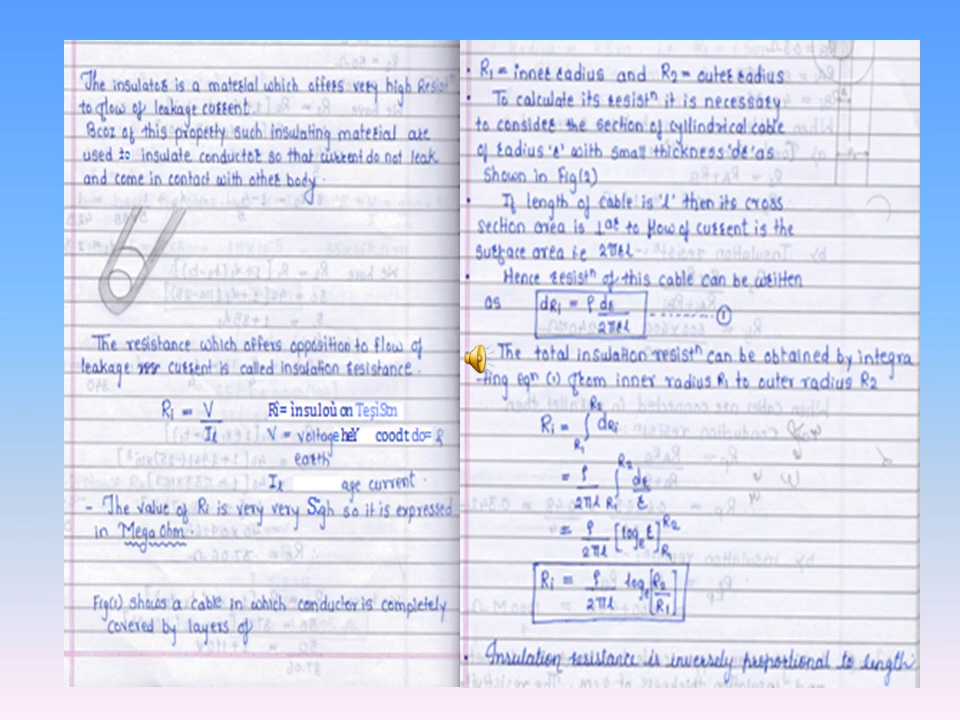 The insulator is a material which offers very high Resistn
to flow of leakage current.
Bcoz of this property such insulating material are
used to insulate conductor so that current do not leak
and come in contact with other body.
The resistance which offers opposition to flow of
leakage current is called insulation resistance.
Ri = V
Il
Ri =
V = voltage
earth
Il age current.
- The value of Ri is very very so it is expressed
in Mega Ohm.
Fig(1) shows a cable in which conductor is completely
covered by layers of
• R1 = inner radius and R2 = outer radius
• To calculate its resistn it is necessary
to consider the section of cyllindrical cable
of radius 'r' with small thickness 'dr' as
shown in Fig(2)
• If length of cable is 'l' then its cross
section area is ⊥ar to flow of current is the
surface area i.e 2πrl
• Hence resistn of this cable can be written
as dRi = ρ dr / 2πrl -------- ①
The total insulation resistn can be obtained by integra
-ting eqn (1) from inner radius R1 to outer radius R2
Ri = ∫ R1 R2 dRi
= ρ / 2πl ∫ R1 R2 dr / r
= ρ / 2πl [loge r] R2 R1
Ri = ρ / 2πl loge [R2 / R1]
• Insulation resistance is inversely proportional to length